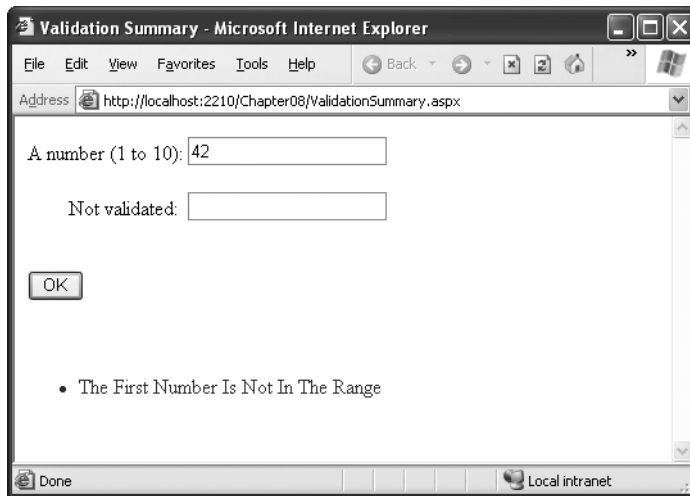 Validation Summary - Microsoft Internet Explorer
File Edit View Favorites Tools Help Back »
Address http://localhost:2210/Chapter08/ValidationSummary.aspx
A number (1 to 10): 42
Not validated:
OK
• The First Number Is Not In The Range
Done Local intranet